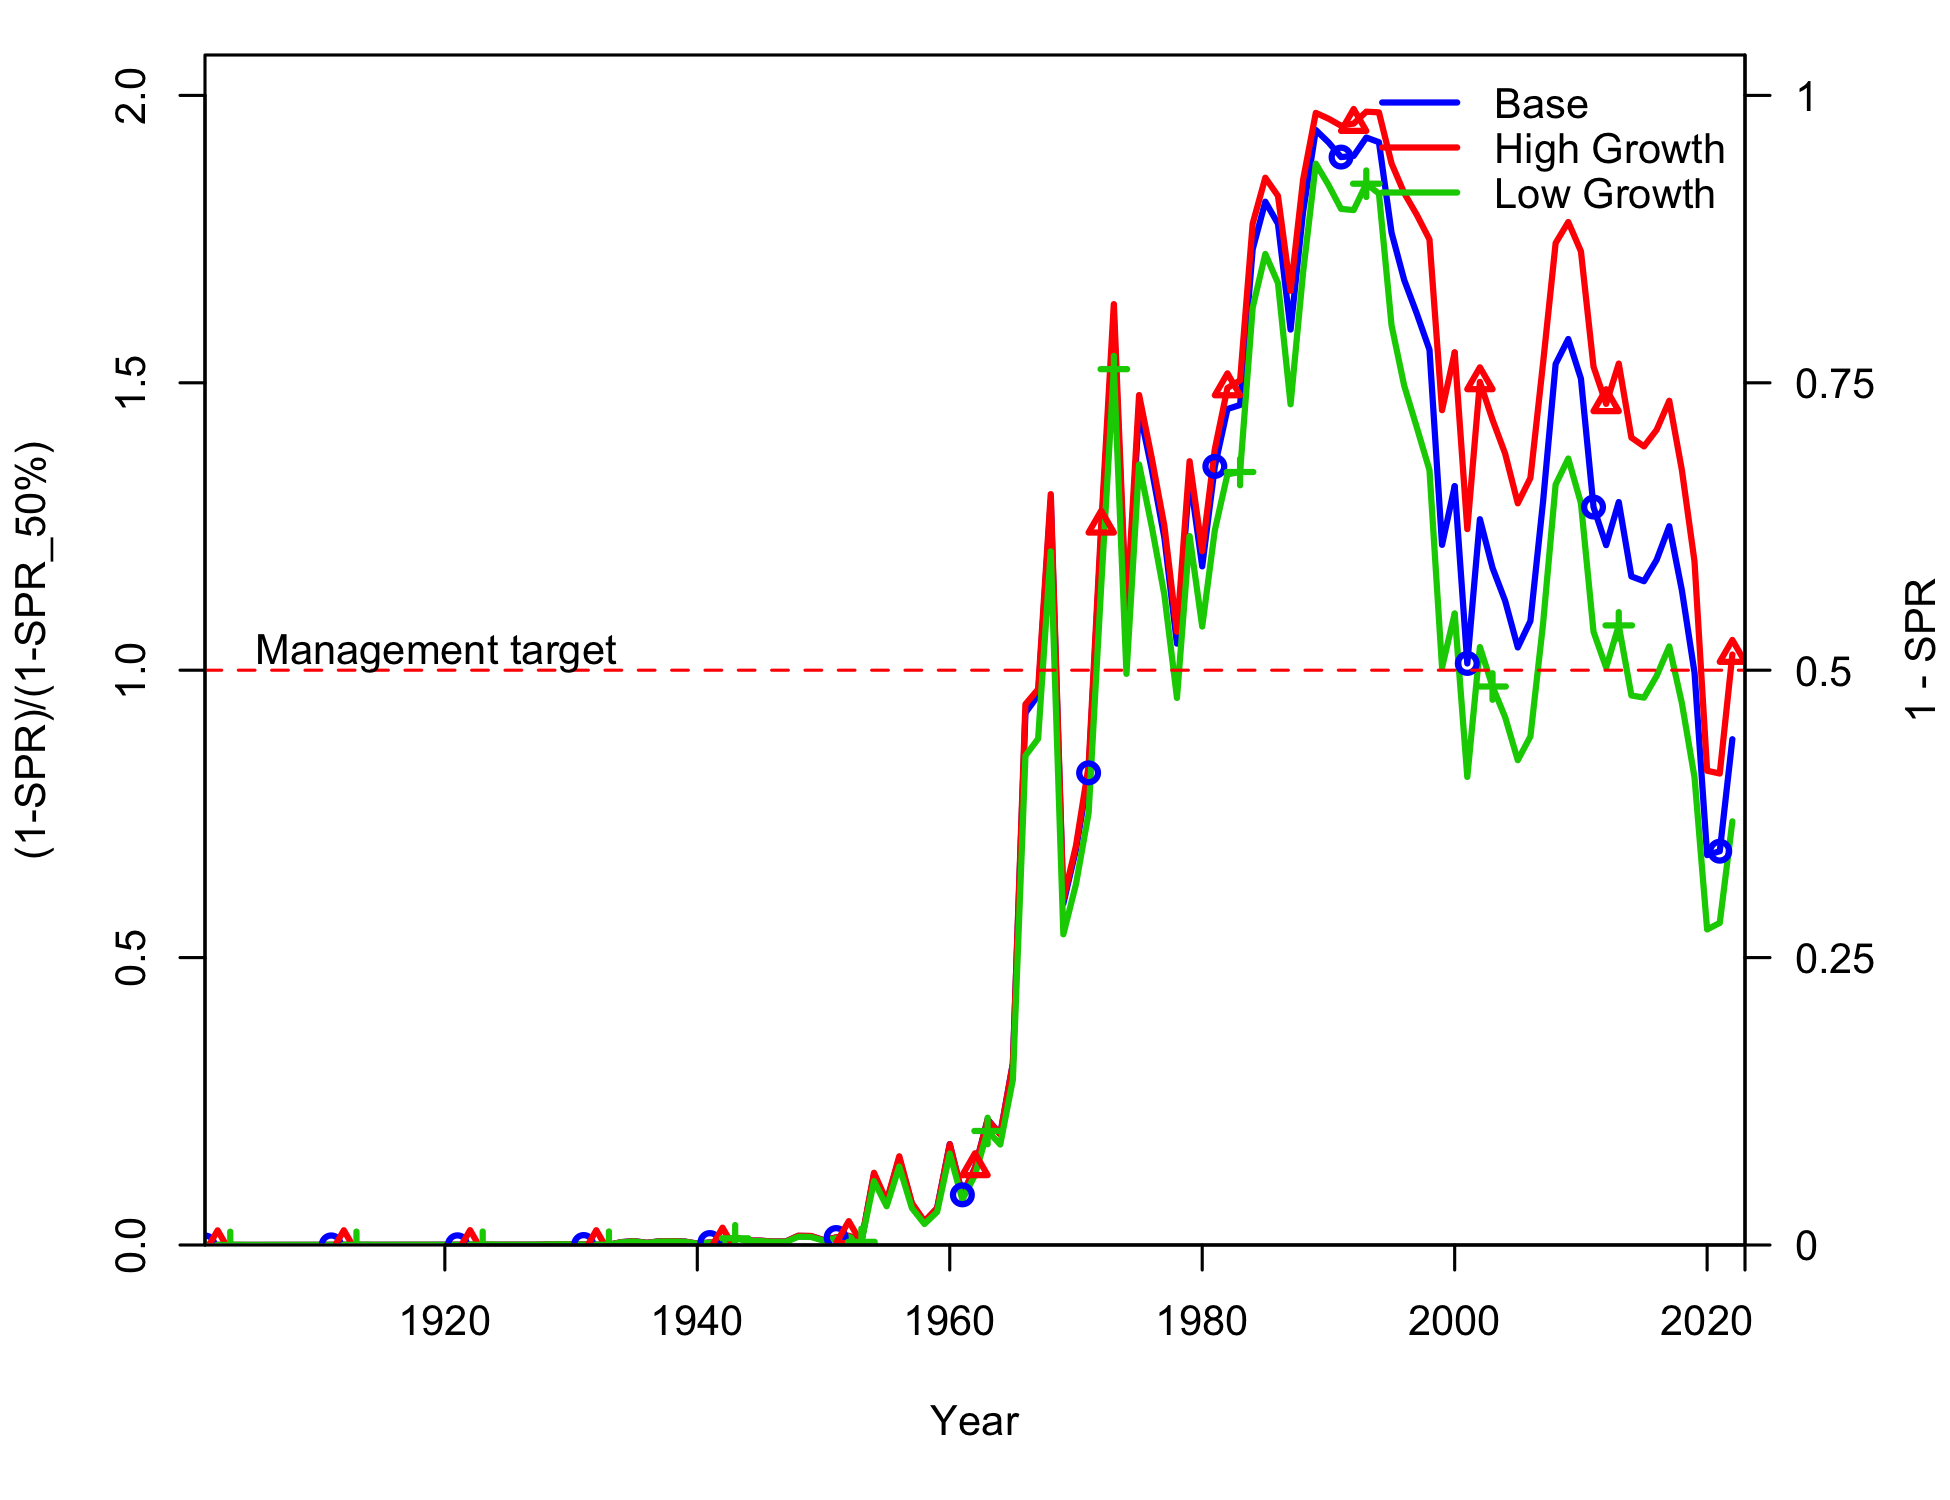 Base
High Growth
Low Growth
Management target
(1-SPR)/(1-SPR_50%)
2.0
1.5
1.0
0.5
0.0
1
0.75
0.5
0.25
0
1 - SPR
1920 1940 1960 1980 2000 2020
Year